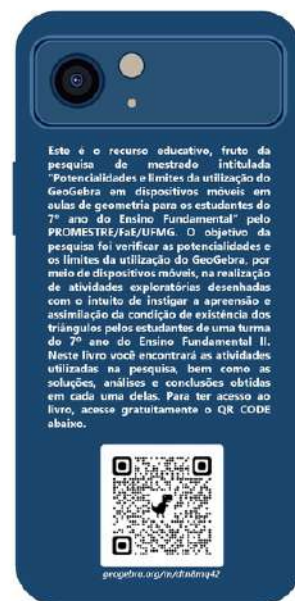 Este é o recurso educativo, fruto da
pesquisa de mestrado intitulada
"Potencialidades e limites da utilização do
GeoGebra em dispositivos móveis em
aulas de geometria para os estudantes do
7º ano do Ensino Fundamental" pelo
PROMESTRE/FaE/UFMG. O objetivo da
pesquisa foi verificar as potencialidades e
os limites da utilização do GeoGebra, por
meio de dispositivos móveis, na realização
de atividades exploratórias desenhadas
com o intuito de instigar a apreensão e
assimilação da condição de existência dos
triângulos pelos estudantes de uma turma
do 7º ano do Ensino Fundamental II.
Neste livro você encontrará as atividades
utilizadas na pesquisa, bem como as
soluções, análises e conclusões obtidas
em cada uma delas. Para ter acesso ao
livro, acesse gratuitamente o QR CODE
abaixo.